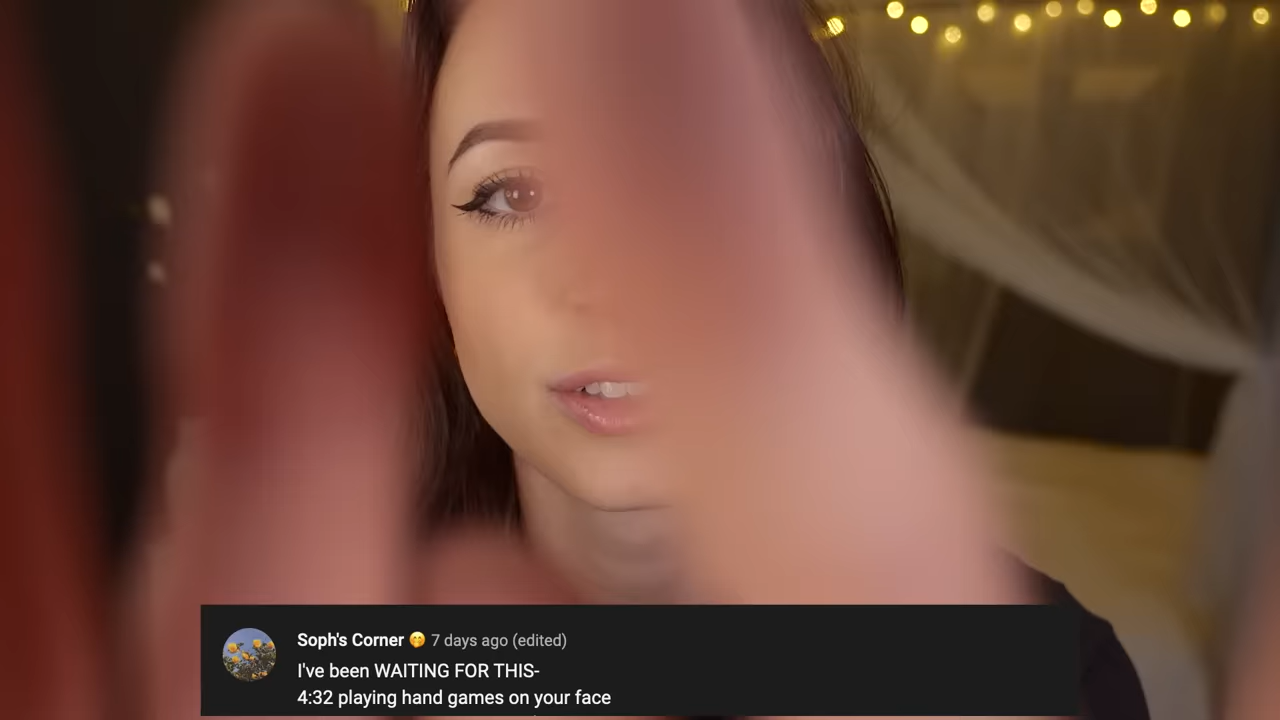 Soph's Corner 🤭 7 days ago (edited)
I've been WAITING FOR THIS-
4:32 playing hand games on your face